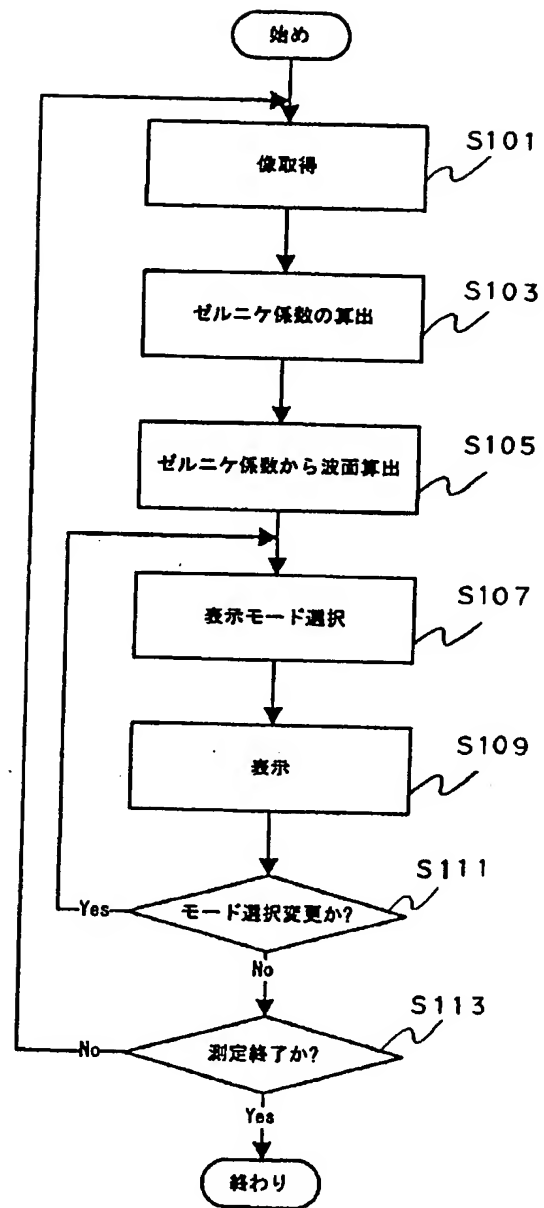 始め
像取得
S101
ゼルニケ係数の算出
S103
ゼルニケ係数から波面算出
S105
表示モード選択
S107
表示
S109
モード選択変更か?
S111
Yes
No
測定終了か?
S113
No
Yes
終わり